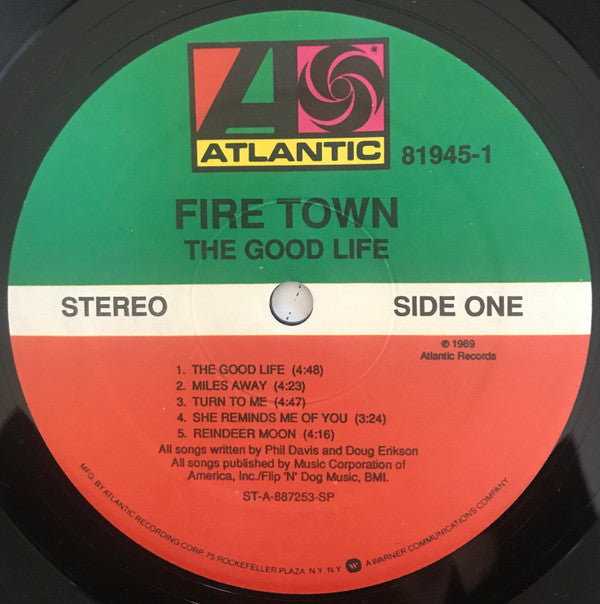 A
ATLANTIC
81945-1
FIRE TOWN
THE GOOD LIFE
STEREO
SIDE ONE
℗ 1989
Atlantic Records
1. THE GOOD LIFE (4:48)
2. MILES AWAY (4:23)
3. TURN TO ME (4:47)
4. SHE REMINDS ME OF YOU (3:24)
5. REINDEER MOON (4:16)
All songs written by Phil Davis and Doug Erikson
All songs published by Music Corporation of
America, Inc./Flip 'N' Dog Music, BMI.
ST-A-887253-SP
MFG. BY ATLANTIC RECORDING CORP. 75 ROCKEFELLER PLAZA, N.Y. N.Y. A WARNER COMMUNICATIONS COMPANY